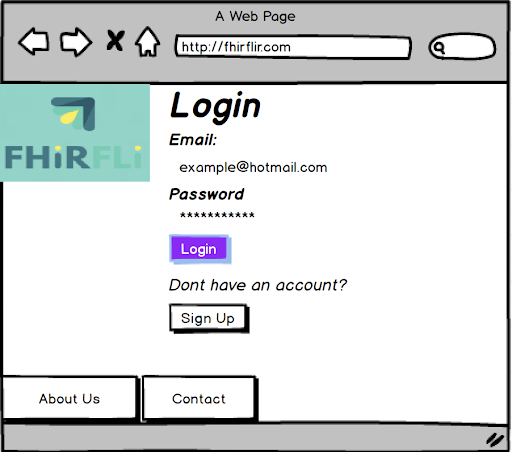 A Web Page
http://fhirflir.com
FHiRFLi
Login
Email:
example@hotmail.com
Password
***********
Login
Dont have an account?
Sign Up
About Us
Contact